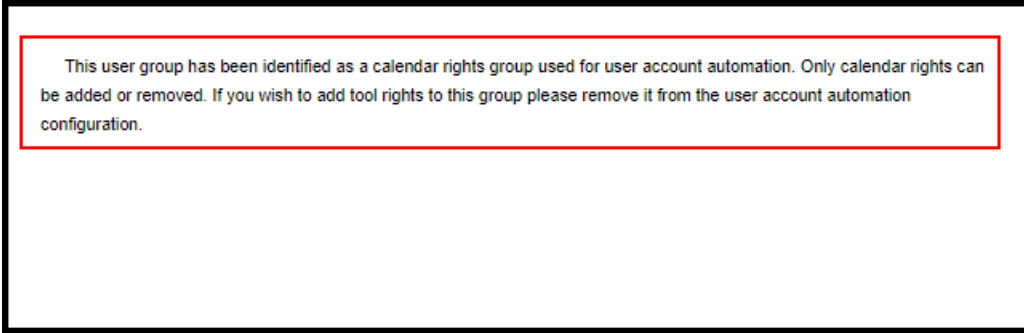 This user group has been identified as a calendar rights group used for user account automation. Only calendar rights can
be added or removed. If you wish to add tool rights to this group please remove it from the user account automation
configuration.